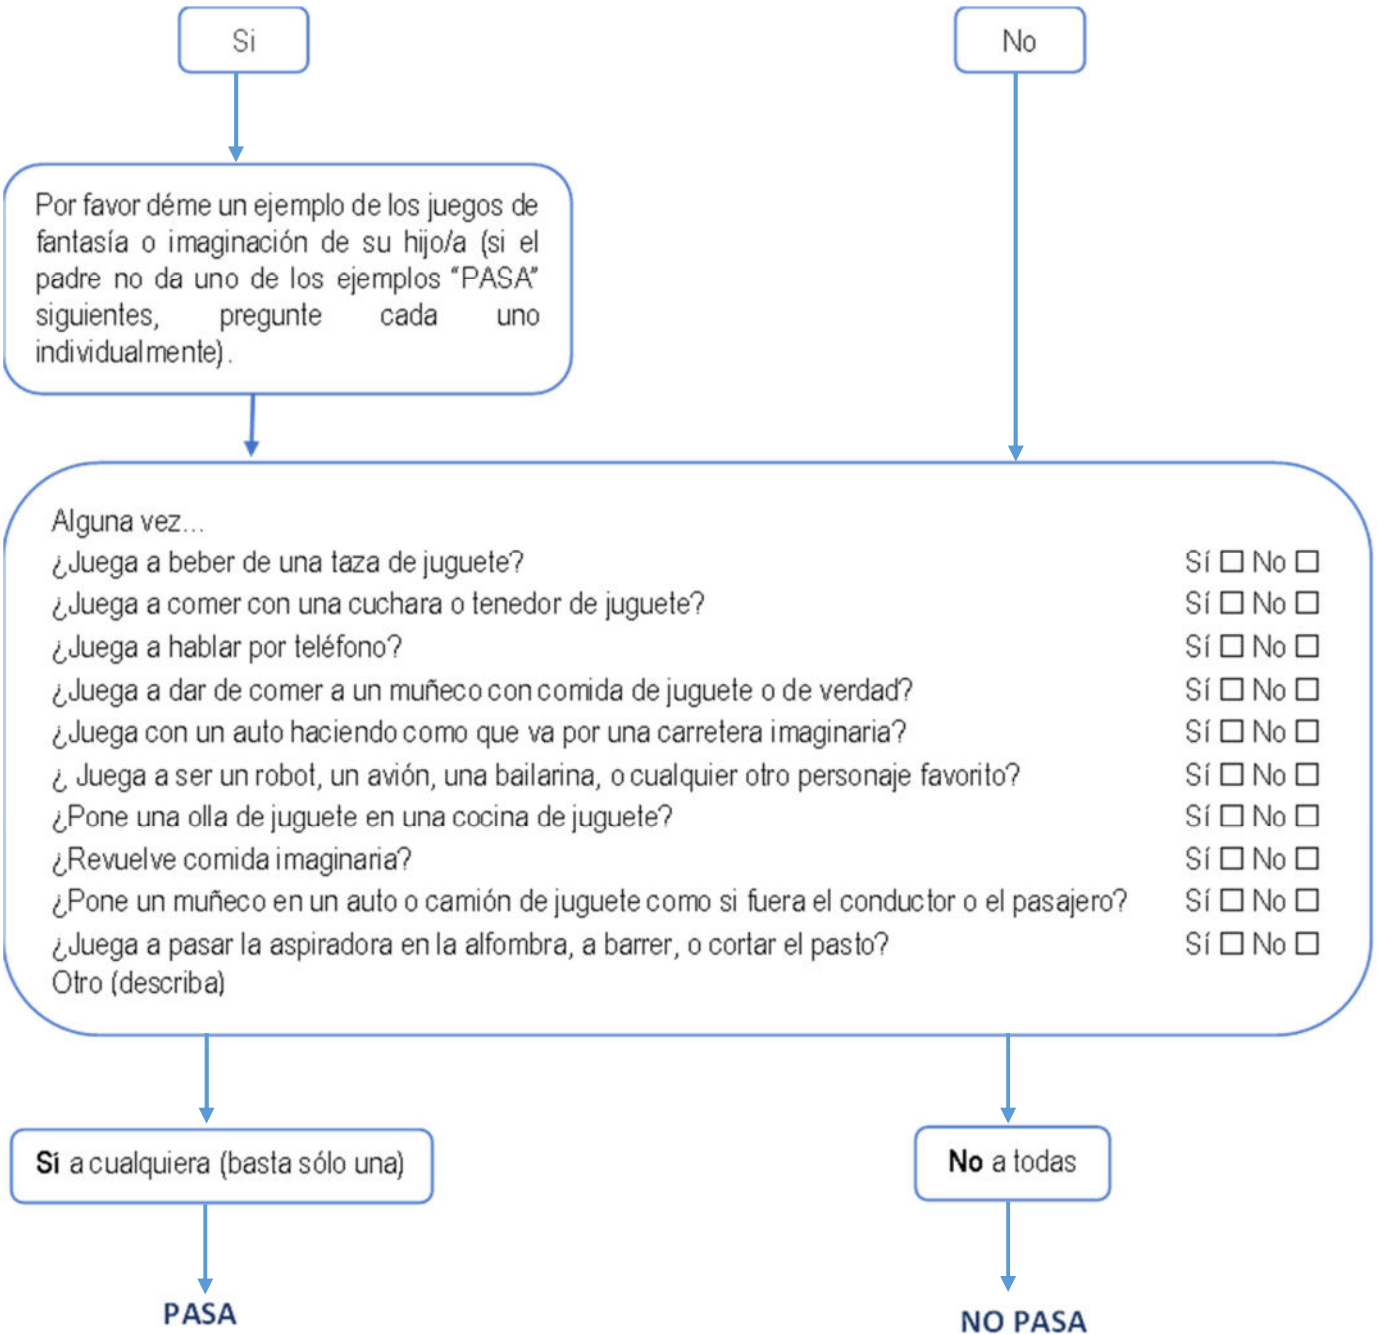 Si
No
Por favor déme un ejemplo de los juegos de
fantasía o imaginación de su hijo/a (si el
padre no da uno de los ejemplos “PASA”
siguientes, pregunte cada uno
individualmente).
Alguna vez...
¿Juega a beber de una taza de juguete? Sí ☐ No ☐
¿Juega a comer con una cuchara o tenedor de juguete? Sí ☐ No ☐
¿Juega a hablar por teléfono? Sí ☐ No ☐
¿Juega a dar de comer a un muñeco con comida de juguete o de verdad? Sí ☐ No ☐
¿Juega con un auto haciendo como que va por una carretera imaginaria? Sí ☐ No ☐
¿ Juega a ser un robot, un avión, una bailarina, o cualquier otro personaje favorito? Sí ☐ No ☐
¿Pone una olla de juguete en una cocina de juguete? Sí ☐ No ☐
¿Revuelve comida imaginaria? Sí ☐ No ☐
¿Pone un muñeco en un auto o camión de juguete como si fuera el conductor o el pasajero? Sí ☐ No ☐
¿Juega a pasar la aspiradora en la alfombra, a barrer, o cortar el pasto? Sí ☐ No ☐
Otro (describa)
Sí a cualquiera (basta sólo una)
No a todas
PASA
NO PASA